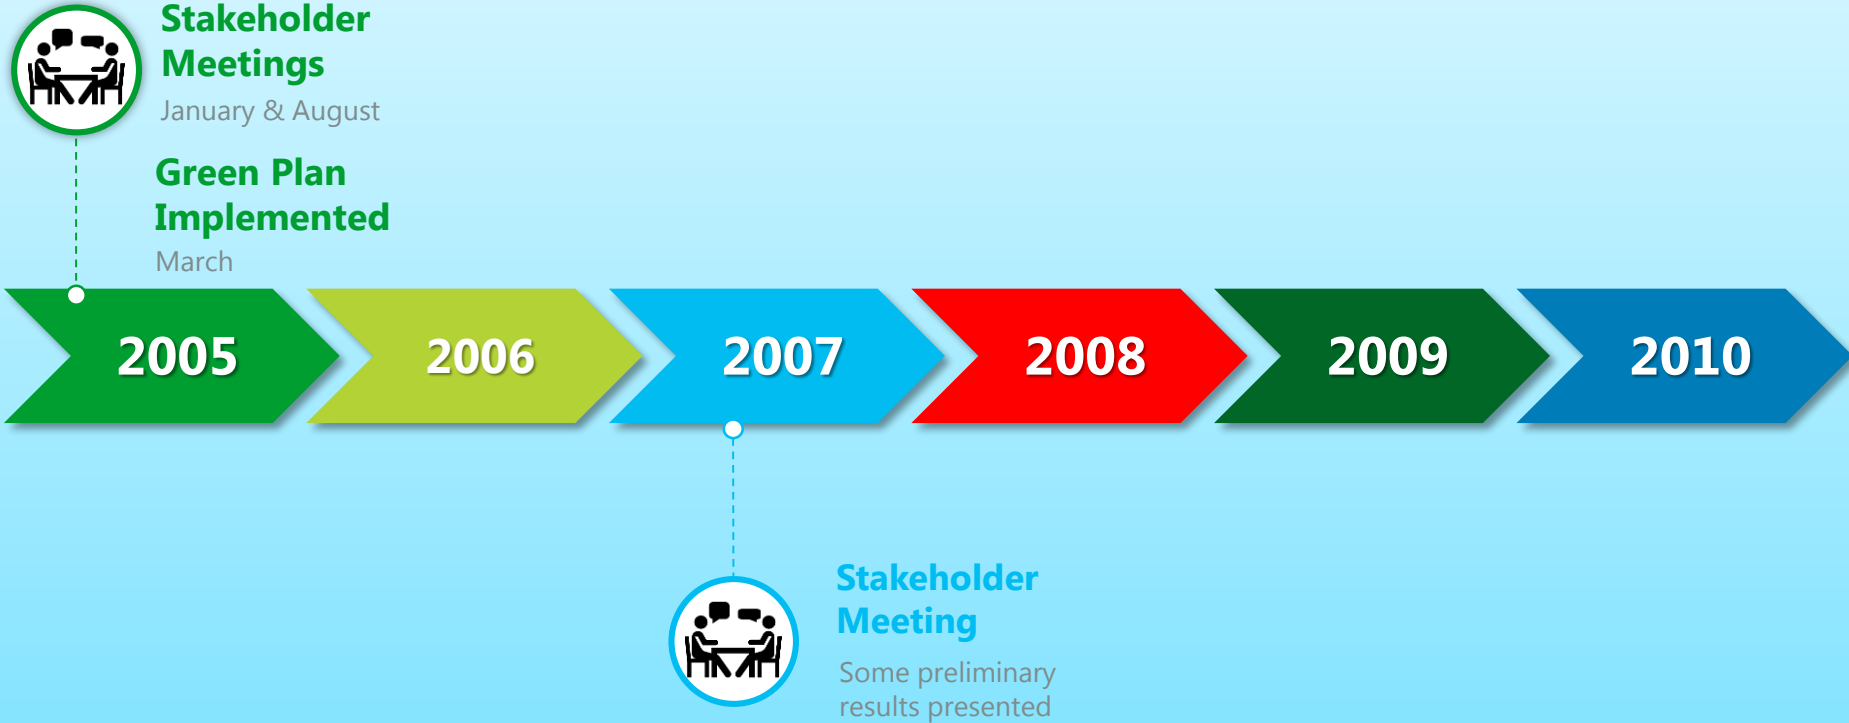 Stakeholder
Meetings
January & August
Green Plan
Implemented
March
2005
2006
2007
2008
2009
2010
Stakeholder
Meeting
Some preliminary
results presented